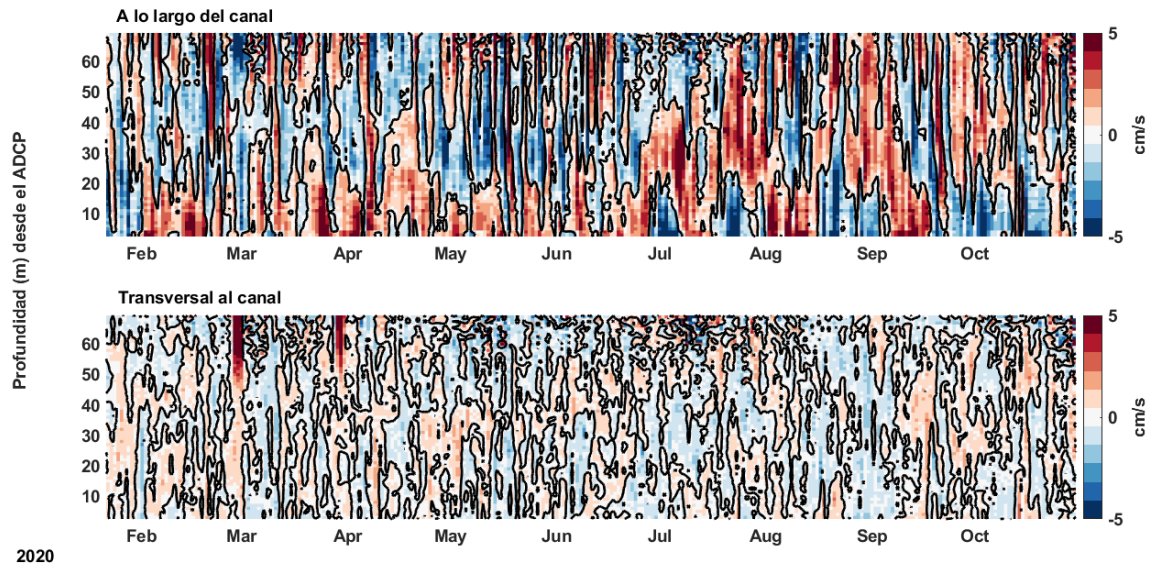 A lo largo del canal
60
50
40
30
20
10
Feb Mar Apr May Jun Jul Aug Sep Oct
5
0
-5
cm/s
Profundidad (m) desde el ADCP
Transversal al canal
60
50
40
30
20
10
Feb Mar Apr May Jun Jul Aug Sep Oct
5
0
-5
cm/s
2020